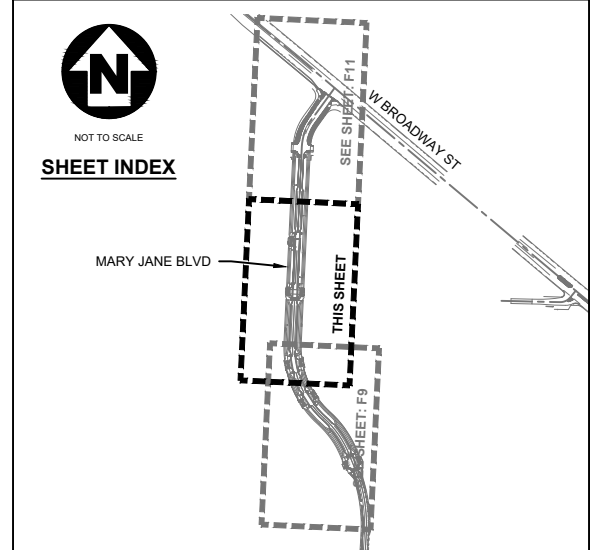 N
NOT TO SCALE
SHEET INDEX
W BROADWAY ST
SEE SHEET: F11
MARY JANE BLVD
THIS SHEET
SHEET: F9